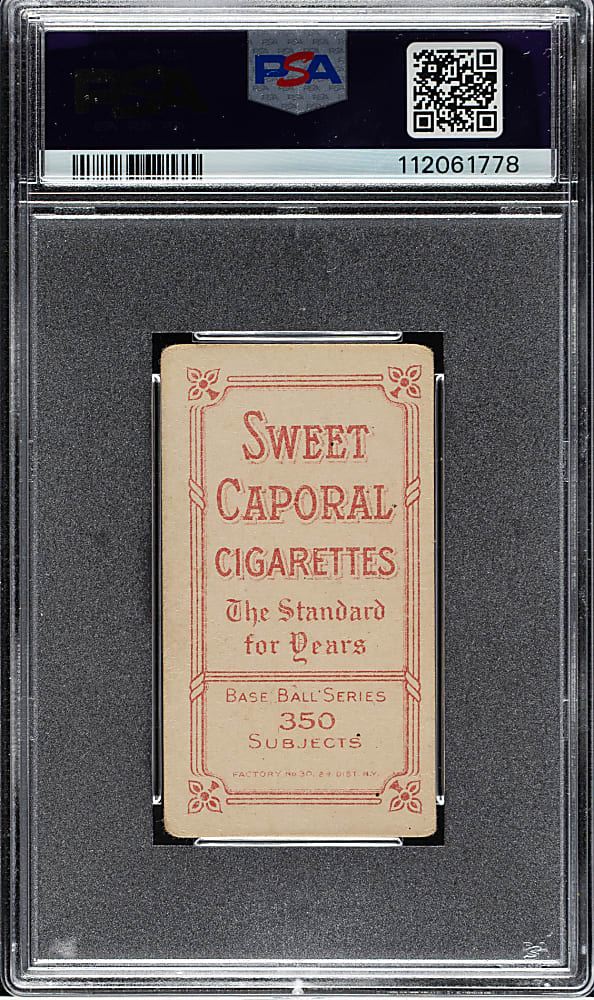 PSA
112061778
SWEET
CAPORAL
CIGARETTES
The Standard
for Years
BASE BALL SERIES
350
SUBJECTS
FACTORY No 30, 2d DIST. N.Y.